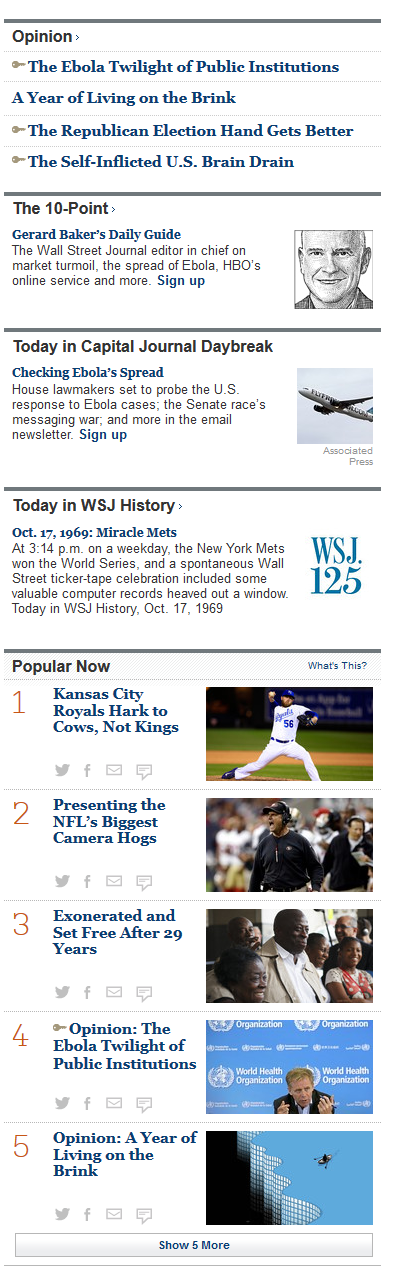 Opinion ›
The Ebola Twilight of Public Institutions
A Year of Living on the Brink
The Republican Election Hand Gets Better
The Self-Inflicted U.S. Brain Drain
The 10-Point ›
Gerard Baker's Daily Guide
The Wall Street Journal editor in chief on
market turmoil, the spread of Ebola, HBO's
online service and more. Sign up
Today in Capital Journal Daybreak
Checking Ebola's Spread
House lawmakers set to probe the U.S.
response to Ebola cases; the Senate race's
messaging war; and more in the email
newsletter. Sign up
Associated
Press
Today in WSJ History ›
Oct. 17, 1969: Miracle Mets
At 3:14 p.m. on a weekday, the New York Mets
won the World Series, and a spontaneous Wall
Street ticker-tape celebration included some
valuable computer records heaved out a window.
Today in WSJ History, Oct. 17, 1969
WSJ.
125
Popular Now
What's This?
1
Kansas City
Royals Hark to
Cows, Not Kings
Royals
56
2
Presenting the
NFL's Biggest
Camera Hogs
3
Exonerated and
Set Free After 29
Years
4
Opinion: The
Ebola Twilight of
Public Institutions
Organization
Organization
World Health
Organization
World Health
Organization
5
Opinion: A Year of
Living on the
Brink
Show 5 More